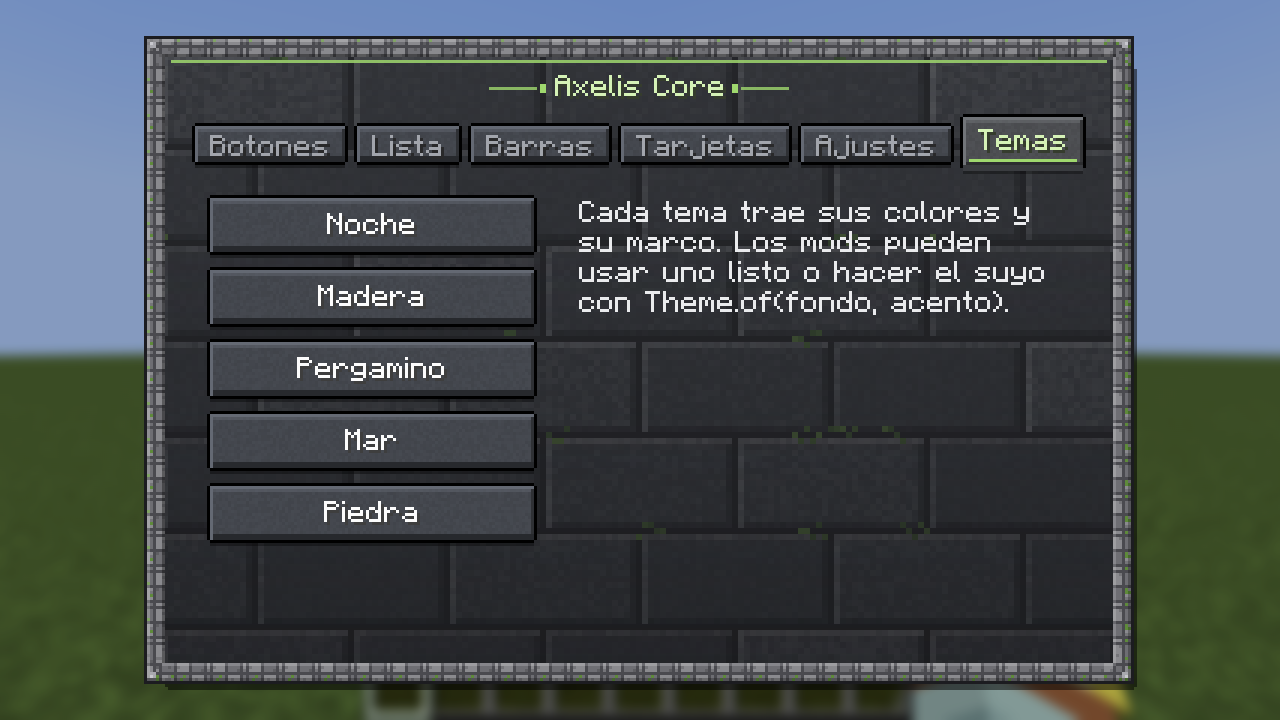 Axelis Core
Botones Lista Barras Tarjetas Ajustes Temas
Noche
Madera
Pergamino
Mar
Piedra
Cada tema trae sus colores y
su marco. Los mods pueden
usar uno listo o hacer el suyo
con Theme.of(fondo, acento).